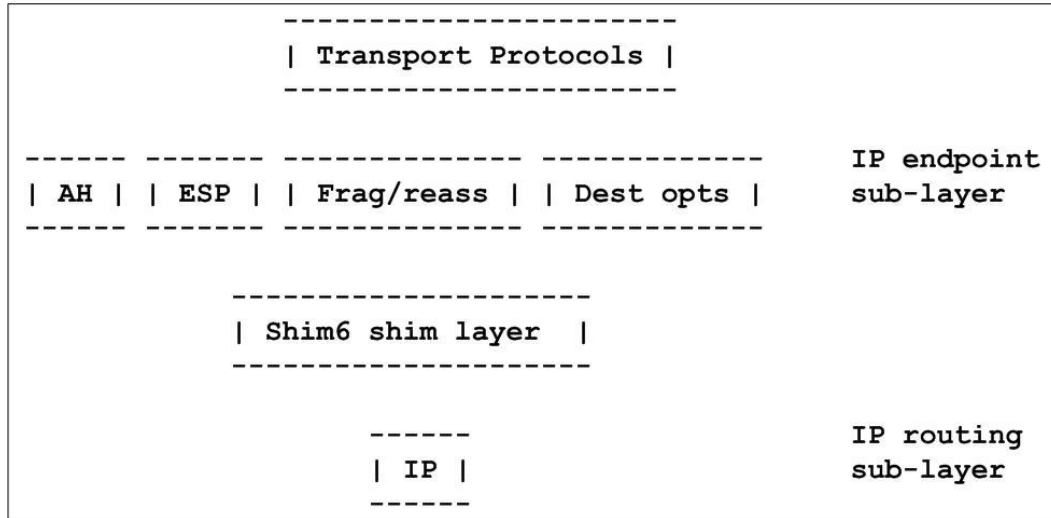 -----------------------
| Transport Protocols |
-----------------------
------ ------- -------------- ------------- IP endpoint
| AH | | ESP | | Frag/reass | | Dest opts | sub-layer
------ ------- -------------- -------------
---------------------
| Shim6 shim layer  |
---------------------
------ IP routing
| IP | sub-layer
------